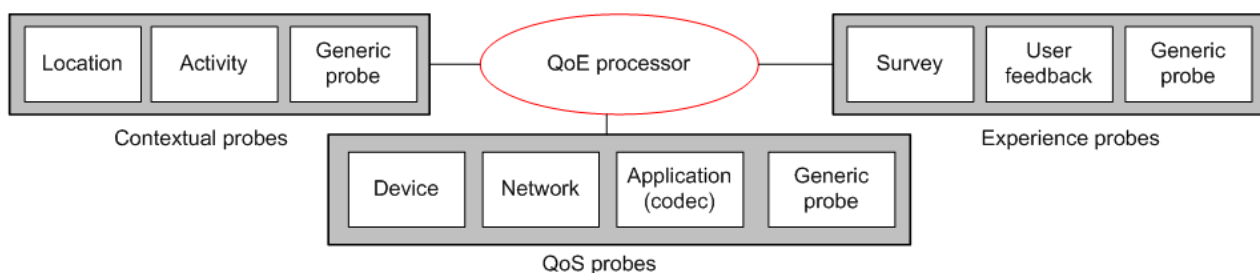 Location
Activity
Generic
probe
Contextual probes
QoE processor
Survey
User
feedback
Generic
probe
Experience probes
Device
Network
Application
(codec)
Generic
probe
QoS probes